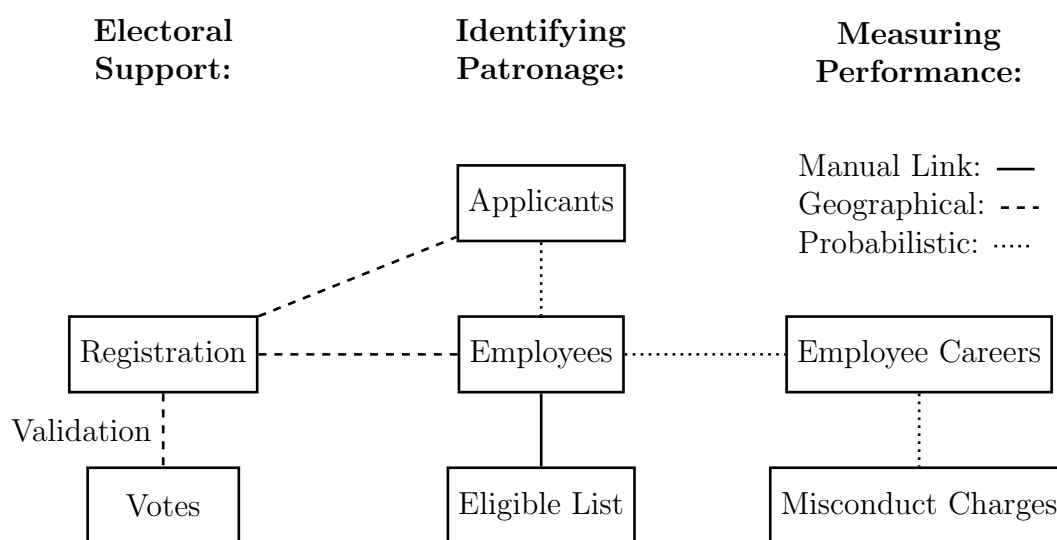 Electoral
Support:
Identifying
Patronage:
Measuring
Performance:
Manual Link:
Geographical:
Probabilistic:
Applicants
Registration
Employees
Employee Careers
Validation
Votes
Eligible List
Misconduct Charges